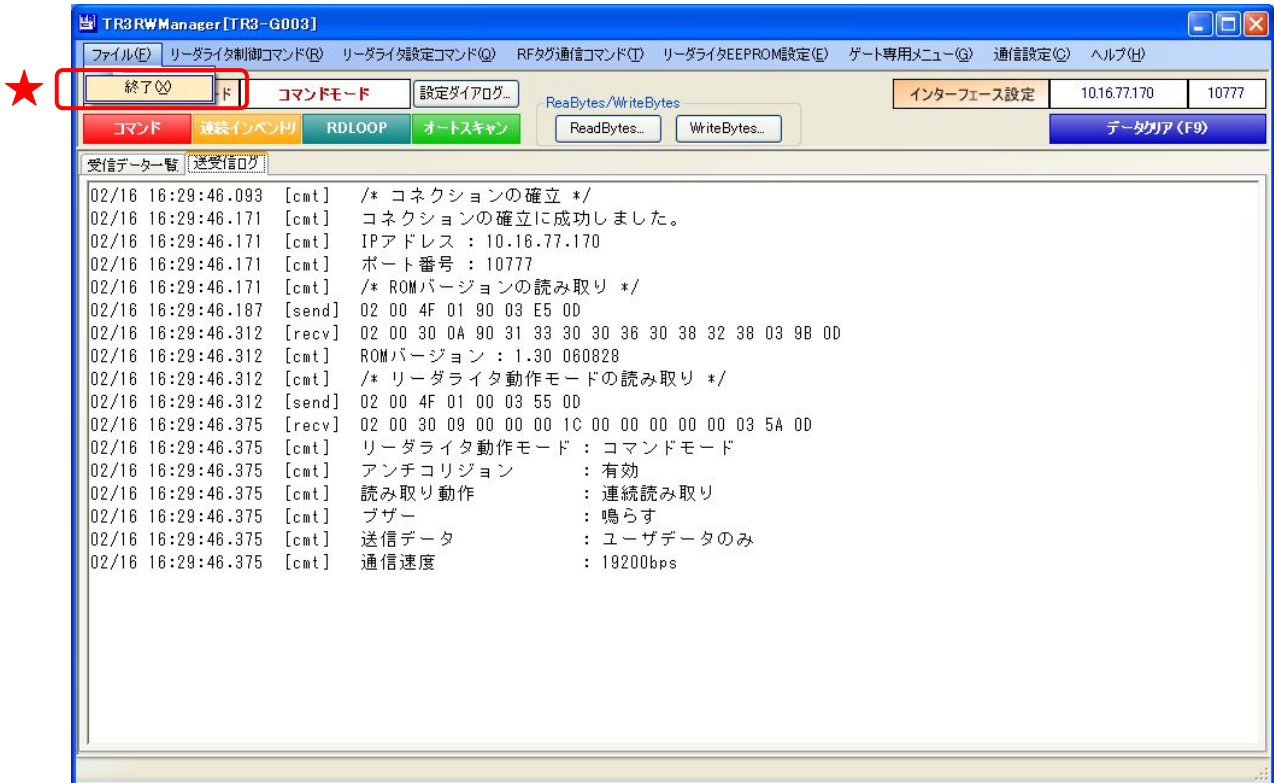 TR3RWManager[TR3-G003]
ファイル(F) リーダライタ制御コマンド(R) リーダライタ設定コマンド(Q) RFタグ通信コマンド(T) リーダライタEEPROM設定(E) ゲート専用メニュー(G) 通信設定(C) ヘルプ(H)
終了(X)
ード コマンドモード 設定ダイアログ... ReaBytes/WriteBytes インターフェース設定 10.16.77.170 10777
コマンド 連続インベントリ RDLOOP オートスキャン ReadBytes... WriteBytes... データクリア (F9)
受信データ一覧 送受信ログ
02/16 16:29:46.093 [cmt] /* コネクションの確立 */
02/16 16:29:46.171 [cmt] コネクションの確立に成功しました。
02/16 16:29:46.171 [cmt] IPアドレス : 10.16.77.170
02/16 16:29:46.171 [cmt] ポート番号 : 10777
02/16 16:29:46.171 [cmt] /* ROMバージョンの読み取り */
02/16 16:29:46.187 [send] 02 00 4F 01 90 03 E5 0D
02/16 16:29:46.312 [recv] 02 00 30 0A 90 31 33 30 30 36 30 38 32 38 03 9B 0D
02/16 16:29:46.312 [cmt] ROMバージョン : 1.30 060828
02/16 16:29:46.312 [cmt] /* リーダライタ動作モードの読み取り */
02/16 16:29:46.312 [send] 02 00 4F 01 00 03 55 0D
02/16 16:29:46.375 [recv] 02 00 30 09 00 00 00 1C 00 00 00 00 00 03 5A 0D
02/16 16:29:46.375 [cmt] リーダライタ動作モード : コマンドモード
02/16 16:29:46.375 [cmt] アンチコリジョン : 有効
02/16 16:29:46.375 [cmt] 読み取り動作 : 連続読み取り
02/16 16:29:46.375 [cmt] ブザー : 鳴らす
02/16 16:29:46.375 [cmt] 送信データ : ユーザデータのみ
02/16 16:29:46.375 [cmt] 通信速度 : 19200bps